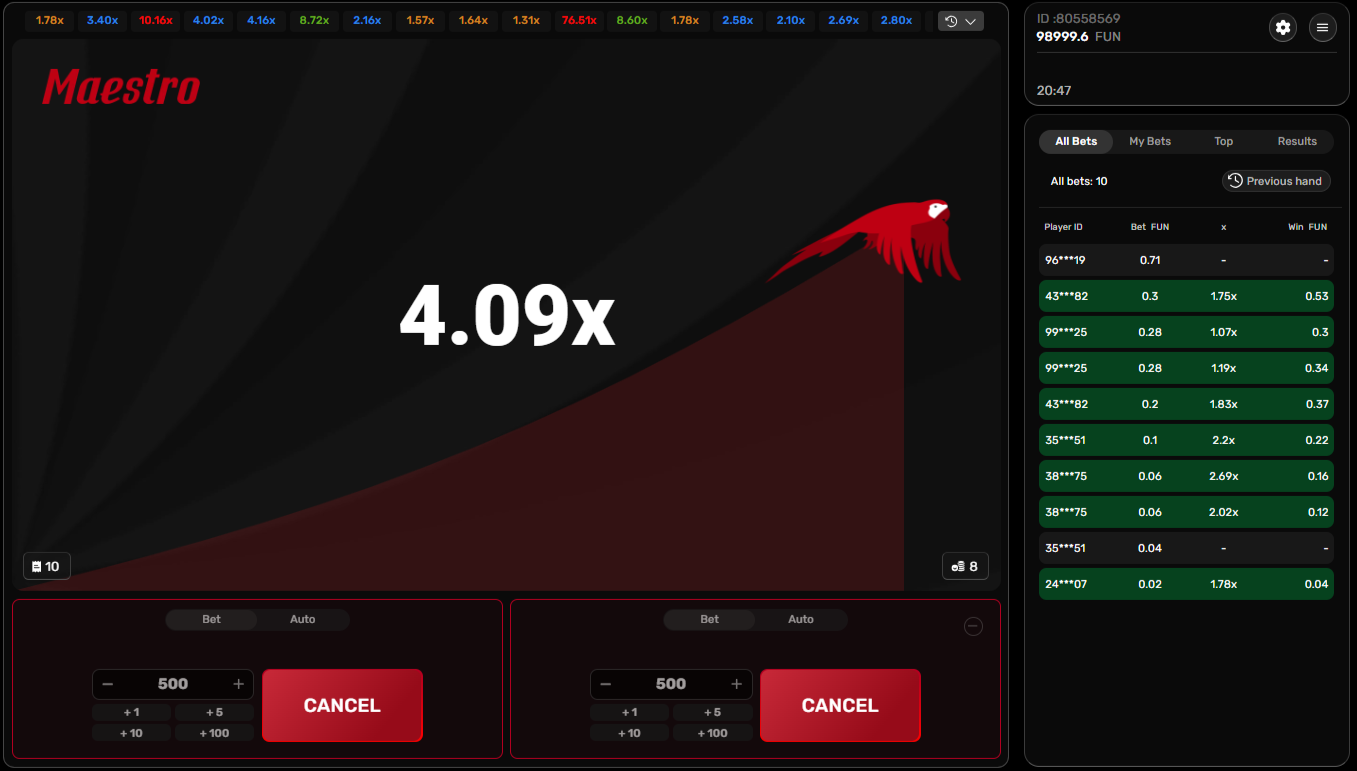 1.78x 3.40x 10.16x 4.02x 4.16x 8.72x 2.16x 1.57x 1.64x 1.31x 76.51x 8.60x 1.78x 2.58x 2.10x 2.69x 2.80x
Maestro
4.09x
10
8
Bet Auto
500
+1 +5
+10 +100
CANCEL
Bet Auto
500
+1 +5
+10 +100
CANCEL
ID :80558569
98999.6 FUN
20:47
All Bets My Bets Top Results
All bets: 10 Previous hand
Player ID Bet FUN x Win FUN
96***19 0.71 - -
43***82 0.3 1.75x 0.53
99***25 0.28 1.07x 0.3
99***25 0.28 1.19x 0.34
43***82 0.2 1.83x 0.37
35***51 0.1 2.2x 0.22
38***75 0.06 2.69x 0.16
38***75 0.06 2.02x 0.12
35***51 0.04 - -
24***07 0.02 1.78x 0.04